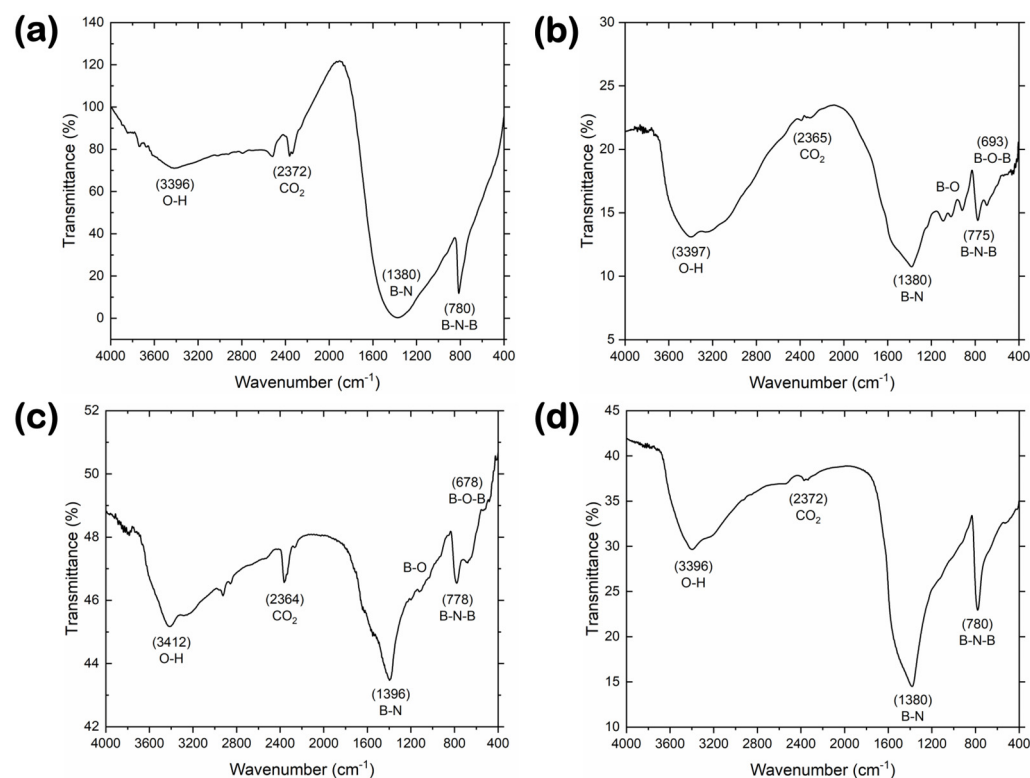 (a)
Transmittance (%)
140
120
100
80
60
40
20
0
(3396)
O-H
(2372)
CO₂
(1380)
B-N
(780)
B-N-B
4000 3600 3200 2800 2400 2000 1600 1200 800 400
Wavenumber (cm⁻¹)
(b)
Transmittance (%)
30
25
20
15
10
5
(3397)
O-H
(2365)
CO₂
(1380)
B-N
B-O
(693)
B-O-B
(775)
B-N-B
4000 3600 3200 2800 2400 2000 1600 1200 800 400
Wavenumber (cm⁻¹)
(c)
Transmittance (%)
52
50
48
46
44
42
(3412)
O-H
(2364)
CO₂
(1396)
B-N
B-O
(678)
B-O-B
(778)
B-N-B
4000 3600 3200 2800 2400 2000 1600 1200 800 400
Wavenumber (cm⁻¹)
(d)
Transmittance (%)
45
40
35
30
25
20
15
10
(3396)
O-H
(2372)
CO₂
(1380)
B-N
(780)
B-N-B
4000 3600 3200 2800 2400 2000 1600 1200 800 400
Wavenumber (cm⁻¹)